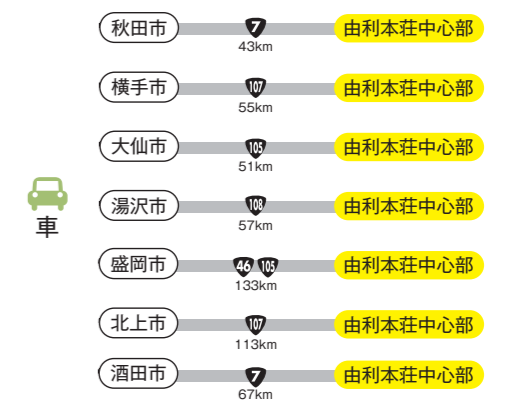 秋田市 7 由利本荘中心部
43km
横手市 107 由利本荘中心部
55km
大仙市 105 由利本荘中心部
51km
湯沢市 108 由利本荘中心部
57km
車
盛岡市 46 105 由利本荘中心部
133km
北上市 107 由利本荘中心部
113km
酒田市 7 由利本荘中心部
67km